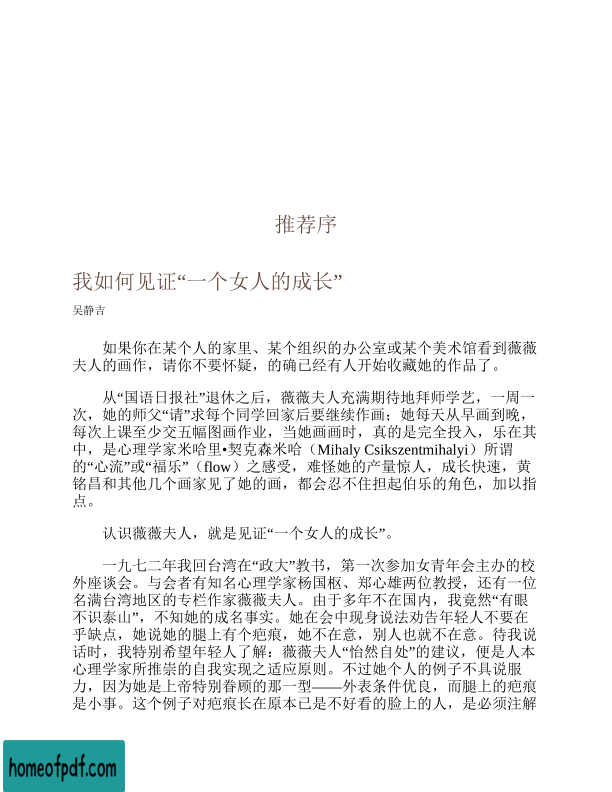 推荐序
我如何见证“一个女人的成长”
吴静吉
如果你在某个人的家里、某个组织的办公室或某个美术馆看到薇薇
夫人的画作，请你不要怀疑，的确已经有人开始收藏她的作品了。
从“国语日报社”退休之后，薇薇夫人充满期待地拜师学艺，一周一
次，她的师父“请”求每个同学回家后要继续作画；她每天从早画到晚，
每次上课至少交五幅图画作业，当她画画时，真的是完全投入，乐在其
中，是心理学家米哈里•契克森米哈（Mihaly Csikszentmihalyi）所谓
的“心流”或“福乐”（flow）之感受，难怪她的产量惊人，成长快速，黄
铭昌和其他几个画家见了她的画，都会忍不住担起伯乐的角色，加以指
点。
认识薇薇夫人，就是见证“一个女人的成长”。
一九七二年我回台湾在“政大”教书，第一次参加女青年会主办的校
外座谈会。与会者有知名心理学家杨国枢、郑心雄两位教授，还有一位
名满台湾地区的专栏作家薇薇夫人。由于多年不在国内，我竟然“有眼
不识泰山”，不知她的成名事实。她在会中现身说法劝告年轻人不要在
乎缺点，她说她的腿上有个疤痕，她不在意，别人也就不在意。待我说
话时，我特别希望年轻人了解：薇薇夫人“怡然自处”的建议，便是人本
心理学家所推崇的自我实现之适应原则。不过她个人的例子不具说服
力，因为她是上帝特别眷顾的那一型——外表条件优良，而腿上的疤痕
是小事。这个例子对疤痕长在原本已是不好看的脸上的人，是必须注解
homeofpdf.com